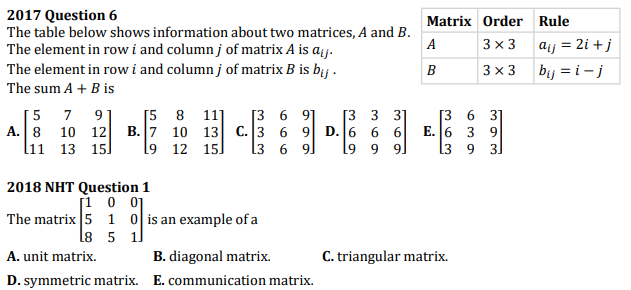 2017 Question 6
The table below shows information about two matrices, A and B.
The element in row i and column j of matrix A is aᵢⱼ.
The element in row i and column j of matrix B is bᵢⱼ .
The sum A + B is
Matrix Order Rule
A 3 × 3 aᵢⱼ = 2i + j
B 3 × 3 bᵢⱼ = i − j
A. [5 7 9; 8 10 12; 11 13 15] B. [5 8 11; 7 10 13; 9 12 15] C. [3 6 9; 3 6 9; 3 6 9] D. [3 3 3; 6 6 6; 9 9 9] E. [3 6 3; 6 3 9; 3 9 3]
2018 NHT Question 1
The matrix [1 0 0; 5 1 0; 8 5 1] is an example of a
A. unit matrix. B. diagonal matrix. C. triangular matrix.
D. symmetric matrix. E. communication matrix.